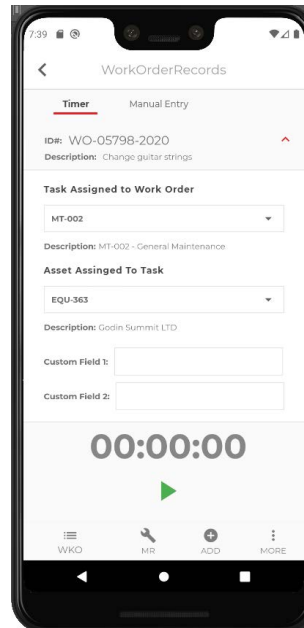 7:39
WorkOrderRecords
Timer Manual Entry
ID#: WO-05798-2020
Description: Change guitar strings
Task Assigned to Work Order
MT-002
Description: MT-002 - General Maintenance
Asset Assinged To Task
EQU-363
Description: Godin Summit LTD
Custom Field 1:
Custom Field 2:
00:00:00
WKO MR ADD MORE